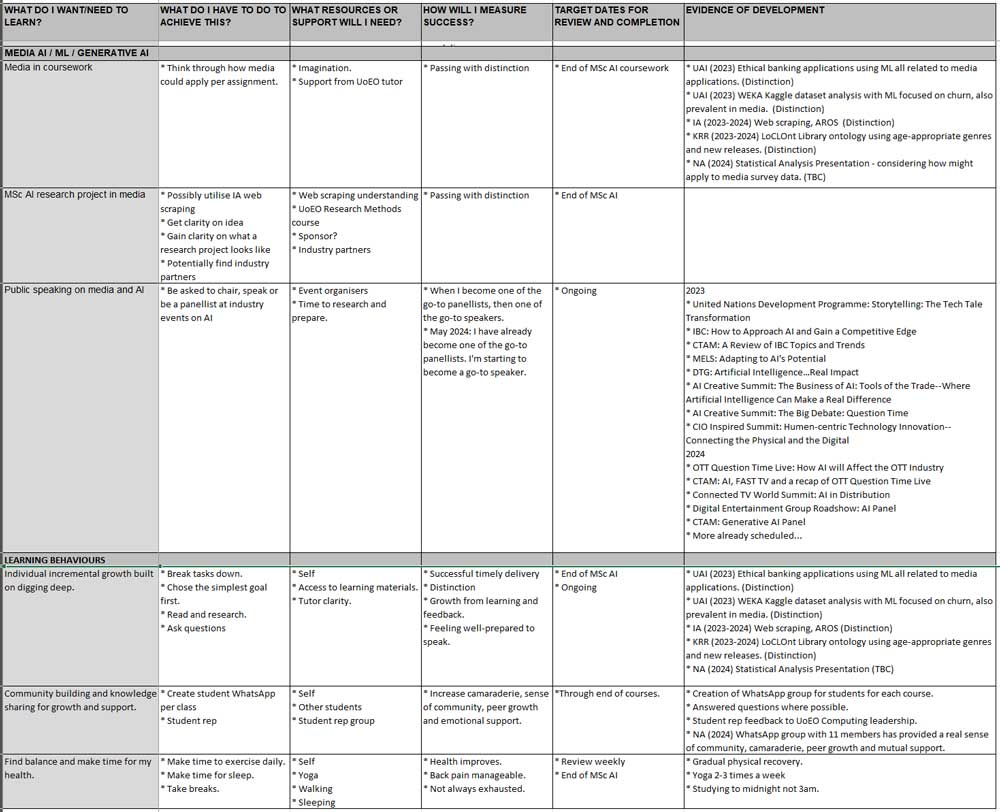 WHAT DO I WANT/NEED TO
LEARN?
WHAT DO I HAVE TO DO TO
ACHIEVE THIS?
WHAT RESOURCES OR
SUPPORT WILL I NEED?
HOW WILL I MEASURE
SUCCESS?
TARGET DATES FOR
REVIEW AND COMPLETION
EVIDENCE OF DEVELOPMENT
MEDIA AI / ML / GENERATIVE AI
Media in coursework
* Think through how media
could apply per assignment.
* Imagination.
* Support from UoEO tutor
* Passing with distinction
* End of MSc AI coursework
* UAI (2023) Ethical banking applications using ML all related to media
applications. (Distinction)
* UAI (2023) WEKA Kaggle dataset analysis with ML focused on churn, also
prevalent in media. (Distinction)
* IA (2023-2024) Web scraping, AROS (Distinction)
* KRR (2023-2024) LoCLOnt Library ontology using age-appropriate genres
and new releases. (Distinction)
* NA (2024) Statistical Analysis Presentation - considering how might
apply to media survey data. (TBC)
MSc AI research project in media
* Possibly utilise IA web
scraping
* Get clarity on idea
* Gain clarity on what a
research project looks like
* Potentially find industry
partners
* Web scraping understanding
* UoEO Research Methods
course
* Sponsor?
* Industry partners
* Passing with distinction
* End of MSc AI
Public speaking on media and AI
* Be asked to chair, speak or
be a panellist at industry
events on AI
* Event organisers
* Time to research and
prepare.
* When I become one of the
go-to panellists, then one of
the go-to speakers.
* May 2024: I have already
become one of the go-to
panellists. I'm starting to
become a go-to speaker.
* Ongoing
2023
* United Nations Development Programme: Storytelling: The Tech Tale
Transformation
* IBC: How to Approach AI and Gain a Competitive Edge
* CTAM: A Review of IBC Topics and Trends
* MELS: Adapting to AI's Potential
* DTG: Artificial Intelligence...Real Impact
* AI Creative Summit: The Business of AI: Tools of the Trade--Where
Artificial Intelligence Can Make a Real Difference
* AI Creative Summit: The Big Debate: Question Time
* CIO Inspired Summit: Humen-centric Technology Innovation--
Connecting the Physical and the Digital
2024
* OTT Question Time Live: How AI will Affect the OTT Industry
* CTAM: AI, FAST TV and a recap of OTT Question Time Live
* Connected TV World Summit: AI in Distribution
* Digital Entertainment Group Roadshow: AI Panel
* CTAM: Generative AI Panel
* More already scheduled...
LEARNING BEHAVIOURS
Individual incremental growth built
on digging deep.
* Break tasks down.
* Chose the simplest goal
first.
* Read and research.
* Ask questions
* Self
* Access to learning materials.
* Tutor clarity.
* Successful timely delivery
* Distinction
* Growth from learning and
feedback.
* Feeling well-prepared to
speak.
* End of MSc AI
* Ongoing
* UAI (2023) Ethical banking applications using ML all related to media
applications. (Distinction)
* UAI (2023) WEKA Kaggle dataset analysis with ML focused on churn, also
prevalent in media. (Distinction)
* IA (2023-2024) Web scraping, AROS (Distinction)
* KRR (2023-2024) LoCLOnt Library ontology using age-appropriate genres
and new releases. (Distinction)
* NA (2024) Statistical Analysis Presentation (TBC)
Community building and knowledge
sharing for growth and support.
* Create student WhatsApp
per class
* Student rep
* Self
* Other students
* Student rep group
* Increase camaraderie, sense
of community, peer growth
and emotional support.
*Through end of courses.
* Creation of WhatsApp group for students for each course.
* Answered questions where possible.
* Student rep feedback to UoEO Computing leadership.
* NA (2024) WhatsApp group with 11 members has provided a real sense
of community, camaraderie, peer growth and mutual support.
Find balance and make time for my
health.
* Make time to exercise daily.
* Make time for sleep.
* Take breaks.
* Self
* Yoga
* Walking
* Sleeping
* Health improves.
* Back pain manageable.
* Not always exhausted.
* Review weekly
* End of MSc AI
* Gradual physical recovery.
* Yoga 2-3 times a week
* Studying to midnight not 3am.